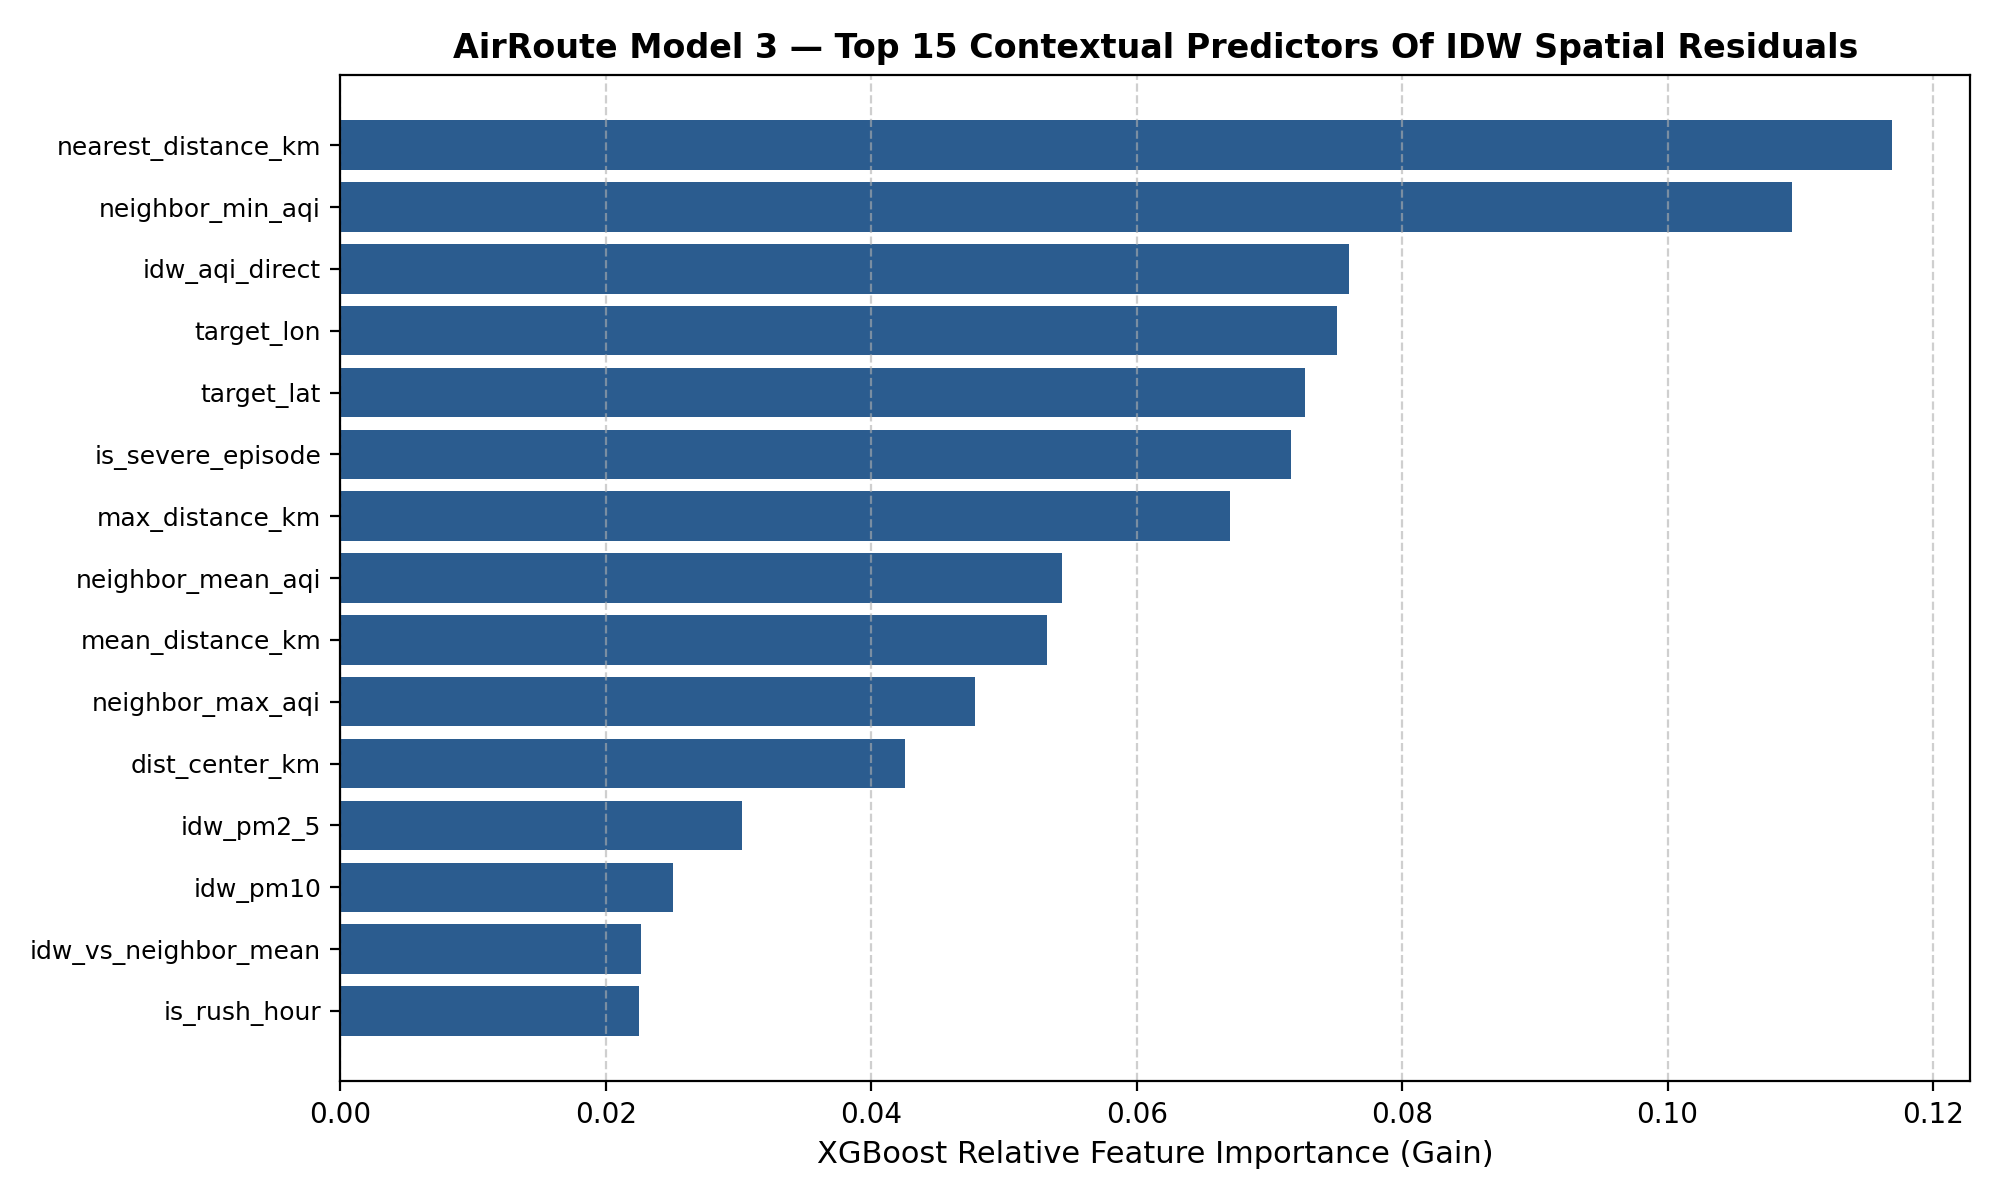 AirRoute Model 3 — Top 15 Contextual Predictors Of IDW Spatial Residuals
nearest_distance_km
neighbor_min_aqi
idw_aqi_direct
target_lon
target_lat
is_severe_episode
max_distance_km
neighbor_mean_aqi
mean_distance_km
neighbor_max_aqi
dist_center_km
idw_pm2_5
idw_pm10
idw_vs_neighbor_mean
is_rush_hour
0.00 0.02 0.04 0.06 0.08 0.10 0.12
XGBoost Relative Feature Importance (Gain)